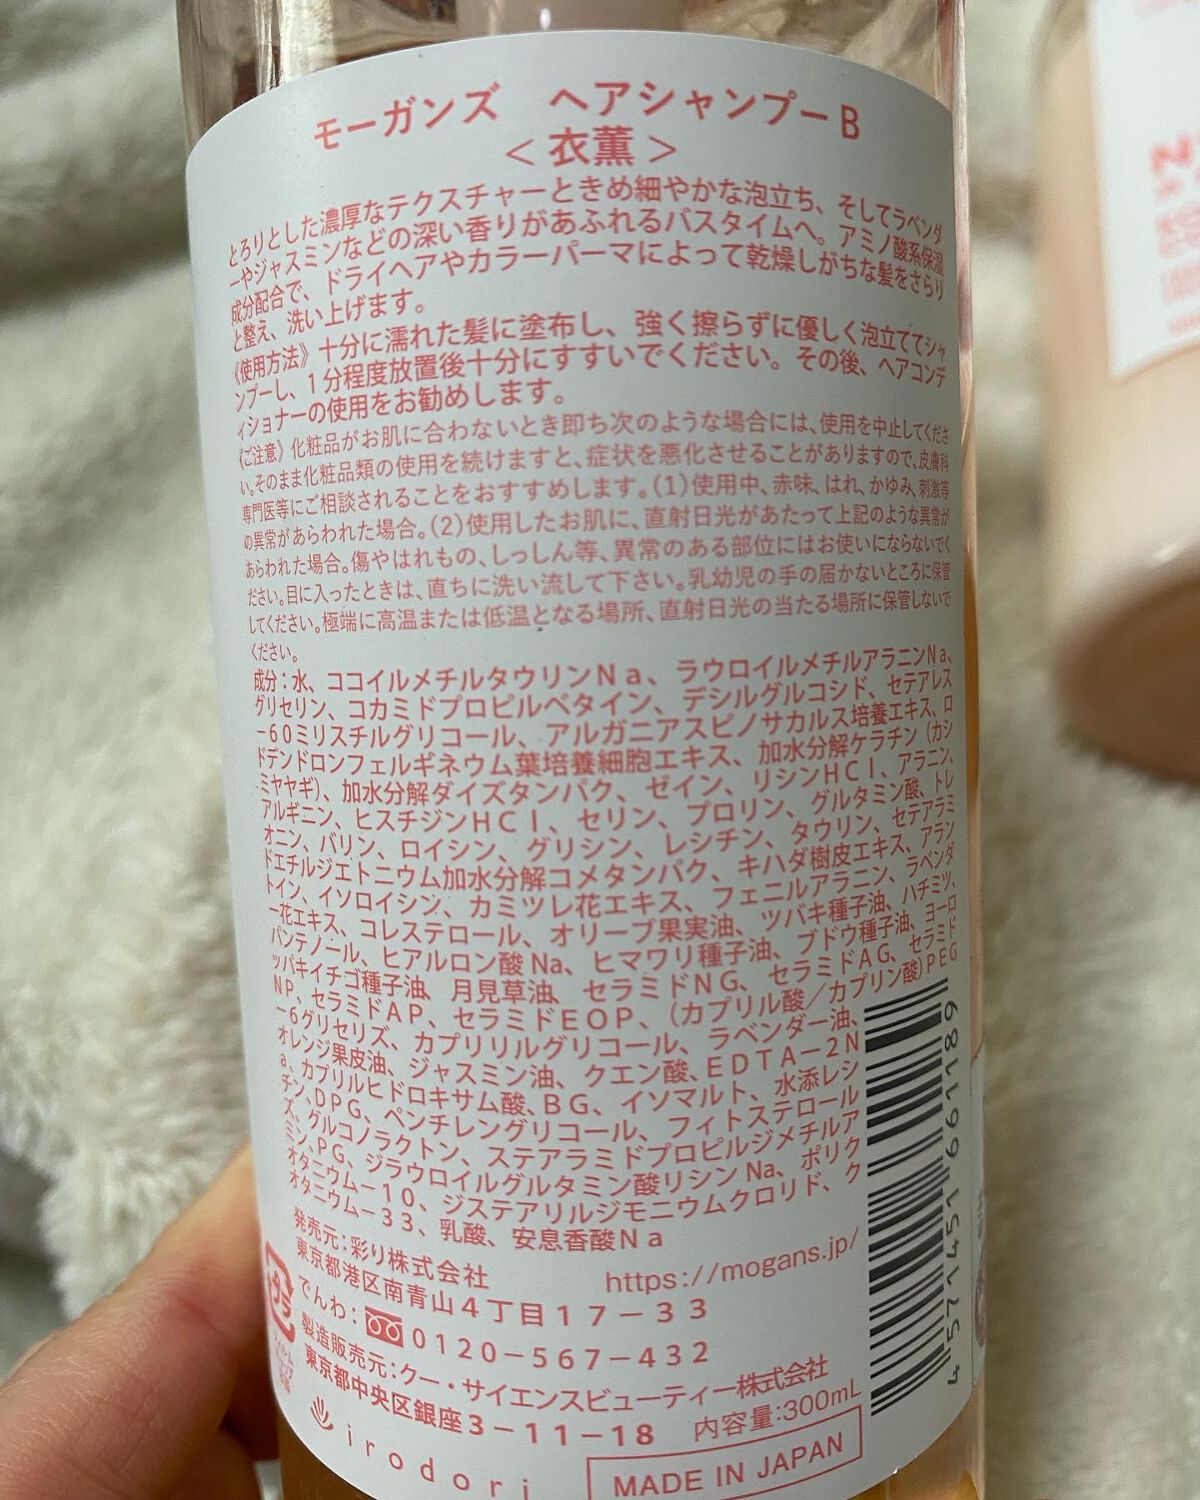 モーガンズ ヘアシャンプーB
＜衣薫＞
とろりとした濃厚なテクスチャーときめ細やかな泡立ち、そしてラベンダ
ーやジャスミンなどの深い香りがあふれるバスタイムへ。アミノ酸系保湿
成分配合で、ドライヘアやカラーパーマによって乾燥しがちな髪をさらり
と整え、洗い上げます。
《使用方法》十分に濡れた髪に塗布し、強く擦らずに優しく泡立ててシャ
ンプーし、1分程度放置後十分にすすいでください。その後、ヘアコンデ
ィショナーの使用をお勧めします。
《ご注意》化粧品がお肌に合わないとき即ち次のような場合には、使用を中止してくださ
い。そのまま化粧品類の使用を続けますと、症状を悪化させることがありますので、皮膚科
専門医等にご相談されることをおすすめします。(1)使用中、赤味、はれ、かゆみ、刺激等
の異常があらわれた場合。(2)使用したお肌に、直射日光があたって上記のような異常が
あらわれた場合。傷やはれもの、しっしん等、異常のある部位にはお使いにならないでく
ださい。目に入ったときは、直ちに洗い流して下さい。乳幼児の手の届かないところに保管
してください。極端に高温または低温となる場所、直射日光の当たる場所に保管しないで
ください。
成分：水、ココイルメチルタウリンＮａ、ラウロイルメチルアラニンNa、
グリセリン、コカミドプロピルベタイン、デシルグルコシド、セテアレス
−60ミリスチルグリコール、アルガニアスピノサカルス培養エキス、ロ
ドデンドロンフェルギネウム葉培養細胞エキス、加水分解ケラチン（カシ
ミヤヤギ）、加水分解ダイズタンパク、ゼイン、リシンＨＣＩ、アラニン、
アルギニン、ヒスチジンＨＣＩ、セリン、プロリン、グルタミン酸、トレ
オニン、バリン、ロイシン、グリシン、レシチン、タウリン、セテアラミ
ドエチルジエトニウム加水分解コメタンパク、キハダ樹皮エキス、アラン
トイン、イソロイシン、カミツレ花エキス、フェニルアラニン、ラベンダ
ー花エキス、コレステロール、オリーブ果実油、ツバキ種子油、ハチミツ、
パンテノール、ヒアルロン酸Na、ヒマワリ種子油、ブドウ種子油、ヨーロ
ッパキイチゴ種子油、月見草油、セラミドＮＧ、セラミドＡＧ、セラミド
ＮＰ、セラミドＡＰ、セラミドＥＯＰ、（カプリル酸／カプリン酸）ＰＥＧ
−６グリセリズ、カプリリルグリコール、ラベンダー油、
オレンジ果皮油、ジャスミン油、クエン酸、ＥＤＴＡ−２Ｎ
ａ、カプリルヒドロキサム酸、ＢＧ、イソマルト、水添レシ
チン、ＤＰＧ、ペンチレングリコール、フィトステロール
ズ、グルコノラクトン、ステアラミドプロピルジメチルア
ミン、ＰＧ、ジラウロイルグルタミン酸リシンNa、ポリク
オタニウム−１０、ジステアリルジモニウムクロリド、ク
オタニウム−３３、乳酸、安息香酸Ｎａ
発売元：彩り株式会社 https://mogans.jp/
東京都港区南青山４丁目１７−３３
でんわ：0120−567−432
製造販売元：クー・サイエンスビューティー株式会社
東京都中央区銀座３−11−18 内容量：300mL
irodori MADE IN JAPAN
4 571451 661189